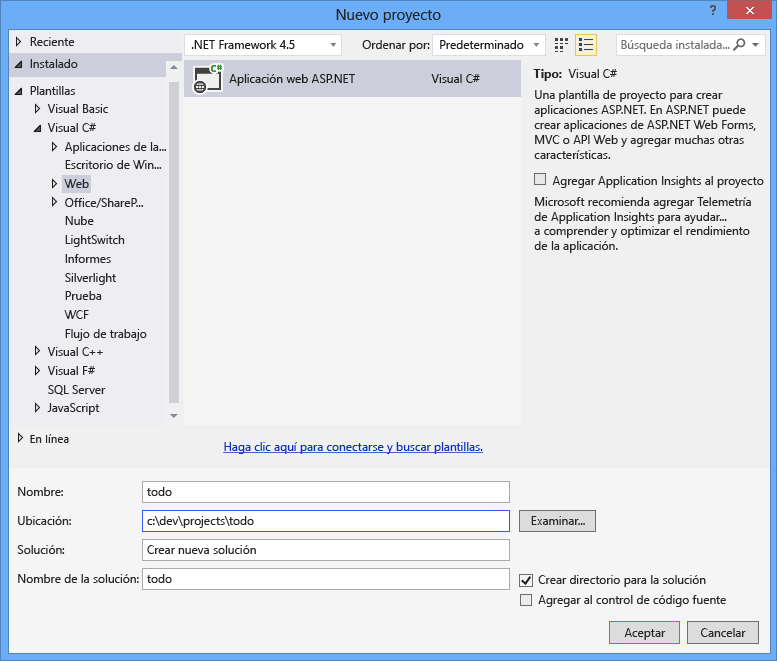 Nuevo proyecto
?
Reciente
Instalado
.NET Framework 4.5
Ordenar por:
Predeterminado
Búsqueda instalada...
Plantillas
Visual Basic
Visual C#
Aplicaciones de la...
Escritorio de Win...
Web
Office/ShareP...
Nube
LightSwitch
Informes
Silverlight
Prueba
WCF
Flujo de trabajo
Visual C++
Visual F#
SQL Server
JavaScript
En línea
C#
Aplicación web ASP.NET
Visual C#
Haga clic aquí para conectarse y buscar plantillas.
Tipo: Visual C#
Una plantilla de proyecto para crear
aplicaciones ASP.NET. En ASP.NET puede
crear aplicaciones de ASP.NET Web Forms,
MVC o API Web y agregar muchas otras
características.
Agregar Application Insights al proyecto
Microsoft recomienda agregar Telemetría
de Application Insights para ayudar...
a comprender y optimizar el rendimiento
de la aplicación.
Nombre:
todo
Ubicación:
c:\dev\projects\todo
Examinar...
Solución:
Crear nueva solución
Nombre de la solución:
todo
Crear directorio para la solución
Agregar al control de código fuente
Aceptar
Cancelar